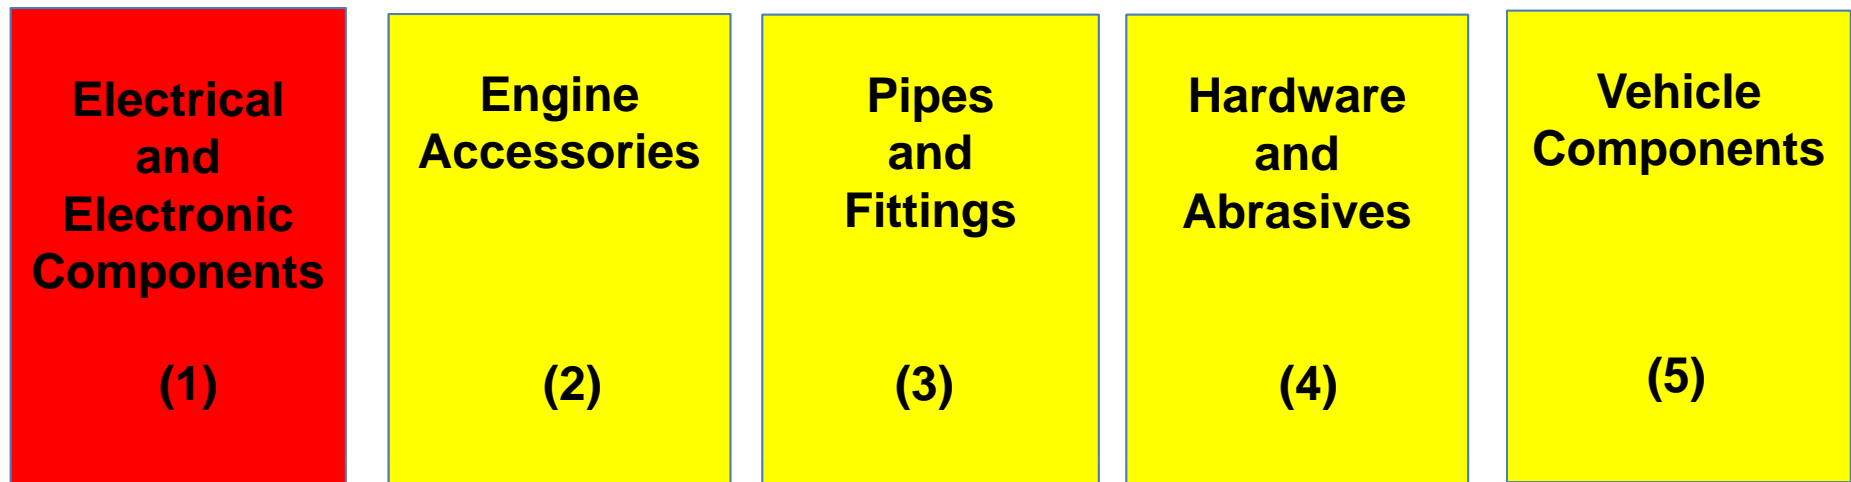 Electrical
and
Electronic
Components
(1)
Engine
Accessories
(2)
Pipes
and
Fittings
(3)
Hardware
and
Abrasives
(4)
Vehicle
Components
(5)